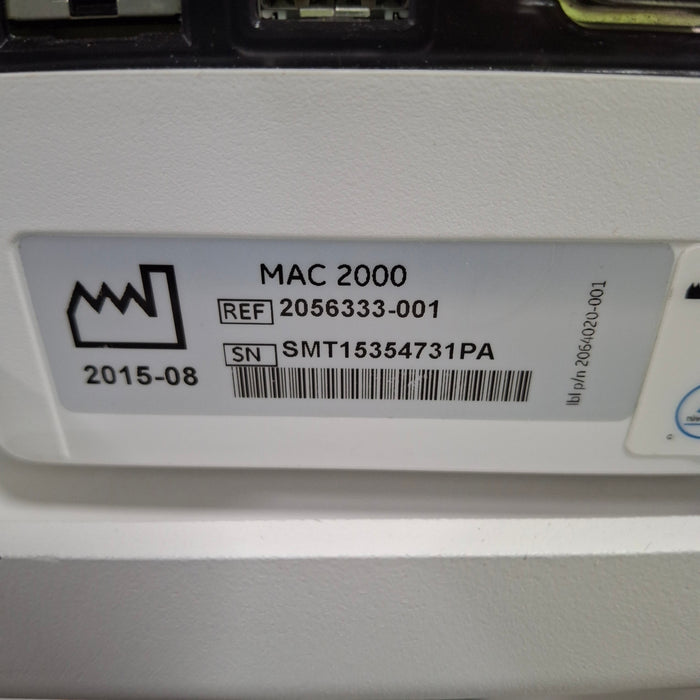 MAC 2000
REF 2056333-001
SN SMT15354731PA
2015-08
lbl p/n 2064020-001